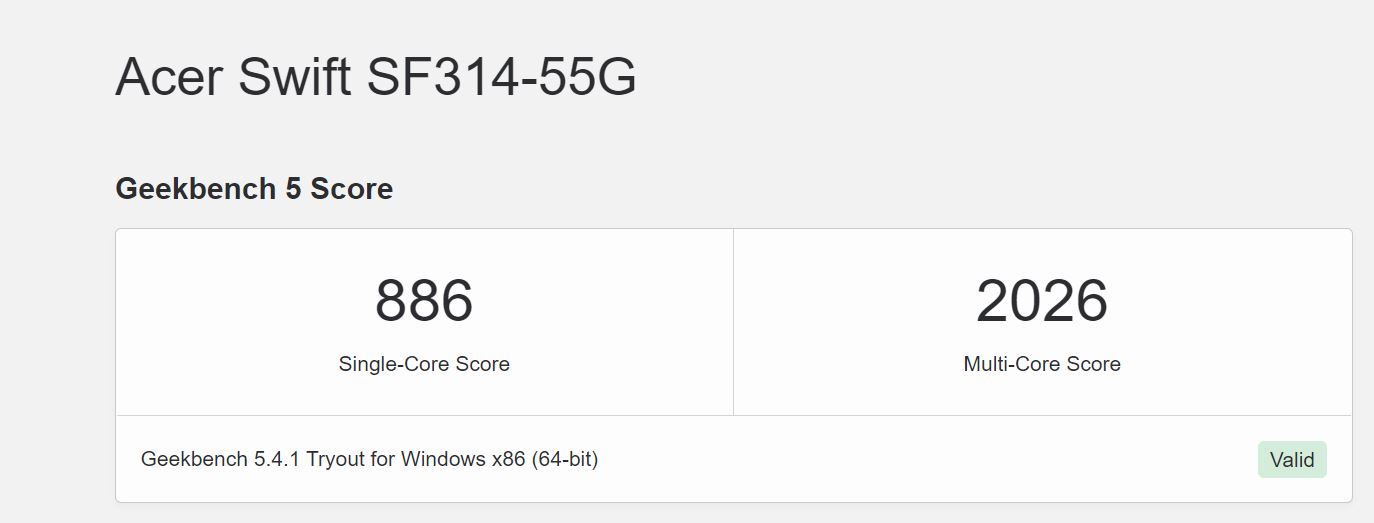 Acer Swift SF314-55G
Geekbench 5 Score
886
Single-Core Score
2026
Multi-Core Score
Geekbench 5.4.1 Tryout for Windows x86 (64-bit)
Valid